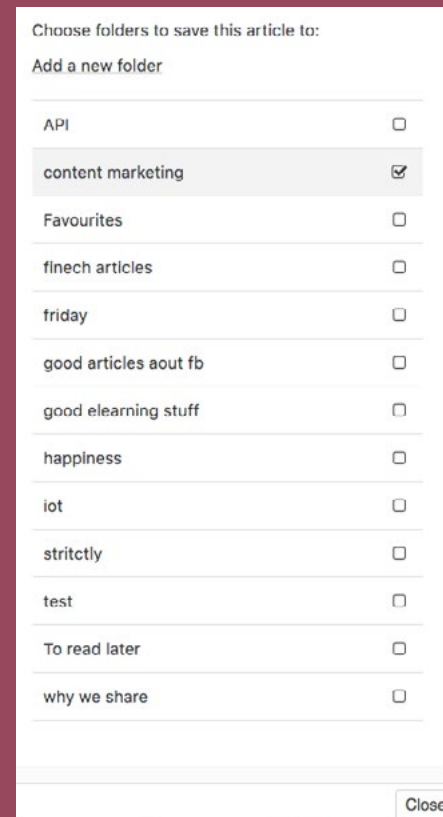 Choose folders to save this article to:
Add a new folder
API
content marketing
Favourites
finech articles
friday
good articles aout fb
good elearning stuff
happiness
iot
stritctly
test
To read later
why we share
Close